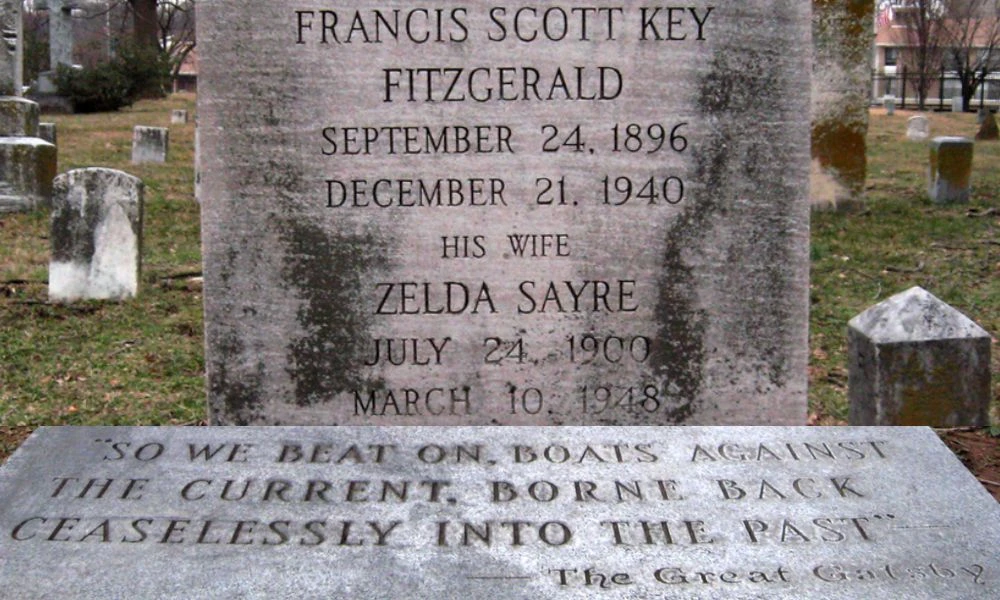 FRANCIS SCOTT KEY
FITZGERALD
SEPTEMBER 24, 1896
DECEMBER 21, 1940
HIS WIFE
ZELDA SAYRE
JULY 24, 1900
MARCH 10, 1948
"SO WE BEAT ON, BOATS AGAINST
THE CURRENT, BORNE BACK
CEASELESSLY INTO THE PAST"—
— The Great Gatsby